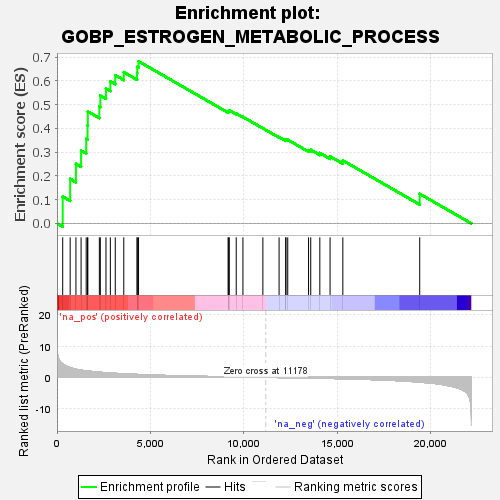 Enrichment plot:
GOBP_ESTROGEN_METABOLIC_PROCESS
Enrichment score (ES)
0.7
0.6
0.5
0.4
0.3
0.2
0.1
0.0
'na_pos' (positively correlated)
Ranked list metric (PreRanked)
20
10
0
-10
Zero cross at 11178
'na_neg' (negatively correlated)
0
5,000
10,000
15,000
20,000
Rank in Ordered Dataset
Enrichment profile
Hits
Ranking metric scores